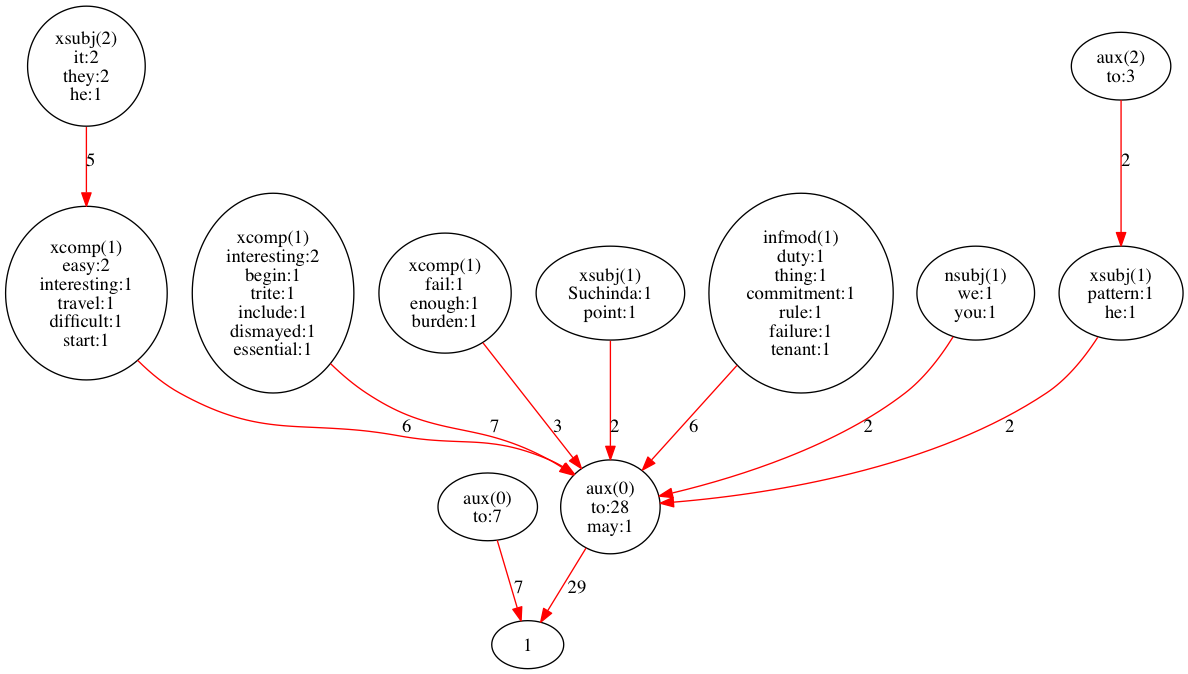 xsubj(2)
it:2
they:2
he:1
aux(2)
to:3
5
2
xcomp(1)
easy:2
interesting:1
travel:1
difficult:1
start:1
xcomp(1)
interesting:2
begin:1
trite:1
include:1
dismayed:1
essential:1
xcomp(1)
fail:1
enough:1
burden:1
xsubj(1)
Suchinda:1
point:1
infmod(1)
duty:1
thing:1
commitment:1
rule:1
failure:1
tenant:1
nsubj(1)
we:1
you:1
xsubj(1)
pattern:1
he:1
6
7
3
2
6
2
2
aux(0)
to:7
aux(0)
to:28
may:1
7
29
1